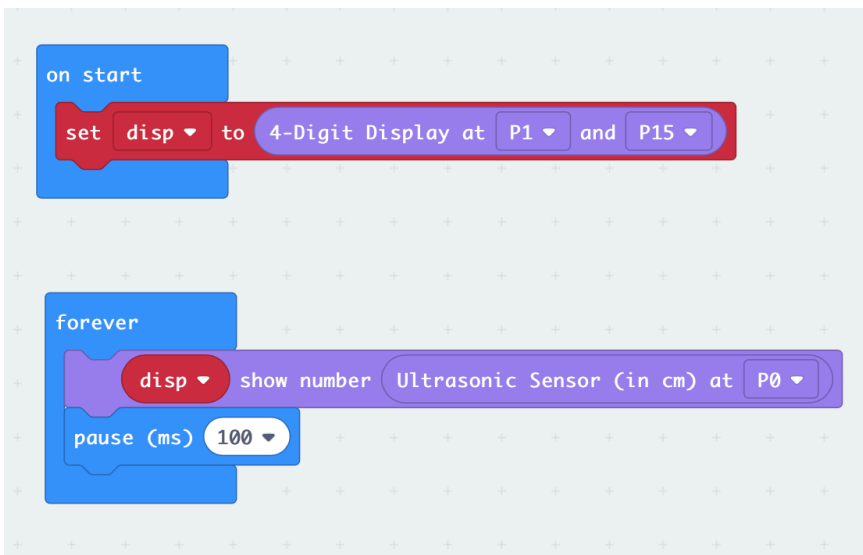 on start
set disp to 4-Digit Display at P1 and P15
forever
disp show number Ultrasonic Sensor (in cm) at P0
pause (ms) 100